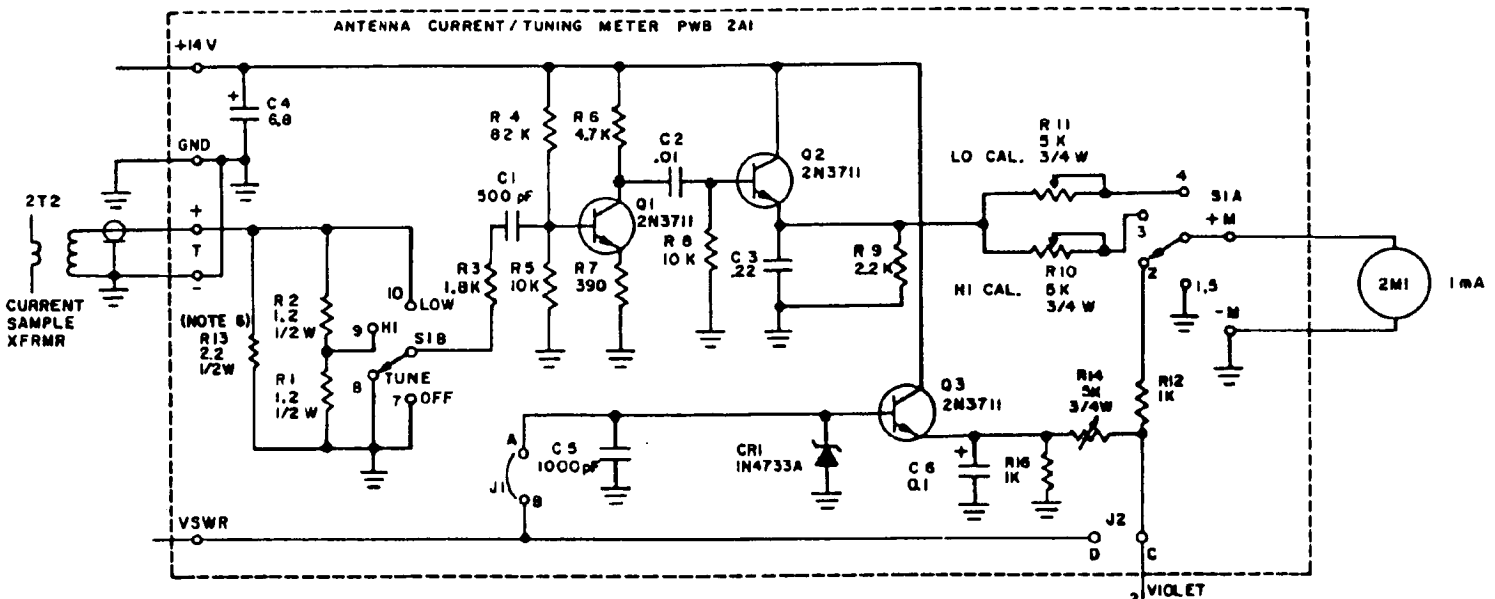 ANTENNA CURRENT / TUNING METER PWB 2A1
+14V
+
C4
6.8
GND
2T2
+
T
-
CURRENT
SAMPLE
XFRMR
(NOTE 6)
R13
2.2
1/2W
R2
1.2
1/2 W
R1
1.2
1/2 W
10
LOW
9
HI
S1B
8
TUNE
7
OFF
R3
1.8K
C1
500 pF
R4
82 K
R5
10K
R6
4.7K
Q1
2N3711
R7
390
C2
.01
R8
10 K
Q2
2N3711
C3
.22
R9
2.2 K
R11
5 K
3/4 W
LO CAL.
R10
5K
3/4 W
HI CAL.
4
3
2
S1A
+M
1,5
-M
2M1
1 mA
A
J1
B
C5
1000 pF
CR1
1N4733A
Q3
2N3711
+
C6
0.1
R16
1K
R14
5K
3/4W
R12
1K
VSWR
J2
D
C
VIOLET